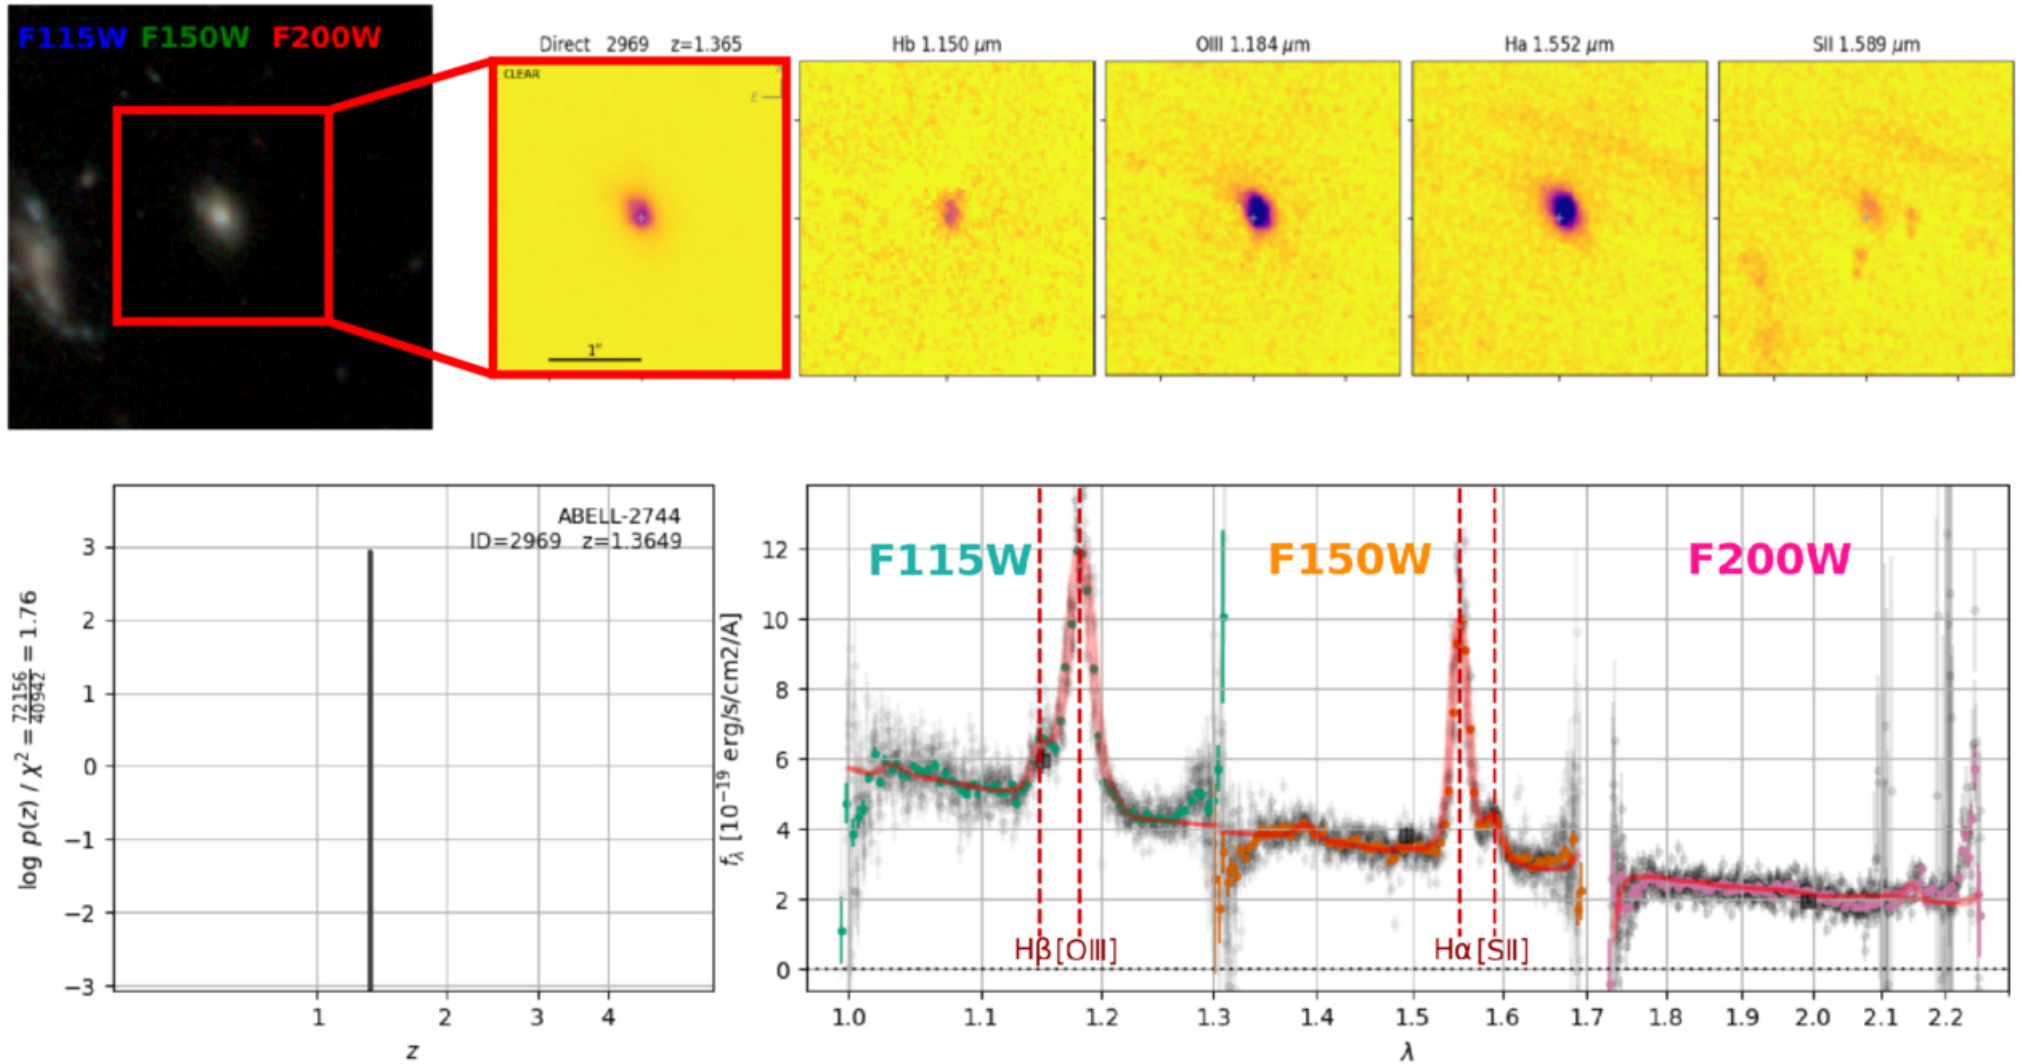 F115W F150W F200W
Direct 2969 z=1.365
Hb 1.150 μm
OIII 1.184 μm
Ha 1.552 μm
SII 1.589 μm
CLEAR
E
1"
ABELL-2744
ID=2969 z=1.3649
log p(z) / χ² = 72156/40942 = 1.76
3
2
1
0
−1
−2
−3
1 2 3 4
z
F115W F150W F200W
fλ [10⁻¹⁹ erg/s/cm2/A]
12
10
8
6
4
2
0
Hβ [OIII] Hα [SII]
1.0 1.1 1.2 1.3 1.4 1.5 1.6 1.7 1.8 1.9 2.0 2.1 2.2
λ